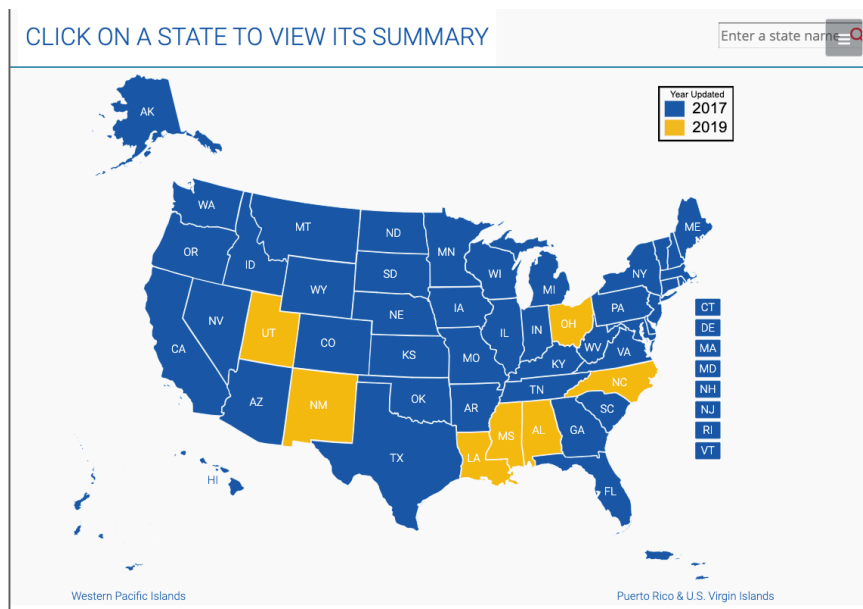 CLICK ON A STATE TO VIEW ITS SUMMARY
Enter a state name
Year Updated
2017
2019
AK
WA
MT
ND
MN
ME
OR
ID
SD
WI
MI
NY
WY
IA
PA
NV
UT
NE
IL
IN
OH
CT
CA
CO
KS
MO
WV
VA
DE
KY
MA
AZ
NM
OK
AR
TN
NC
MD
SC
NH
MS
AL
GA
NJ
TX
LA
RI
FL
VT
HI
Western Pacific Islands
Puerto Rico & U.S. Virgin Islands